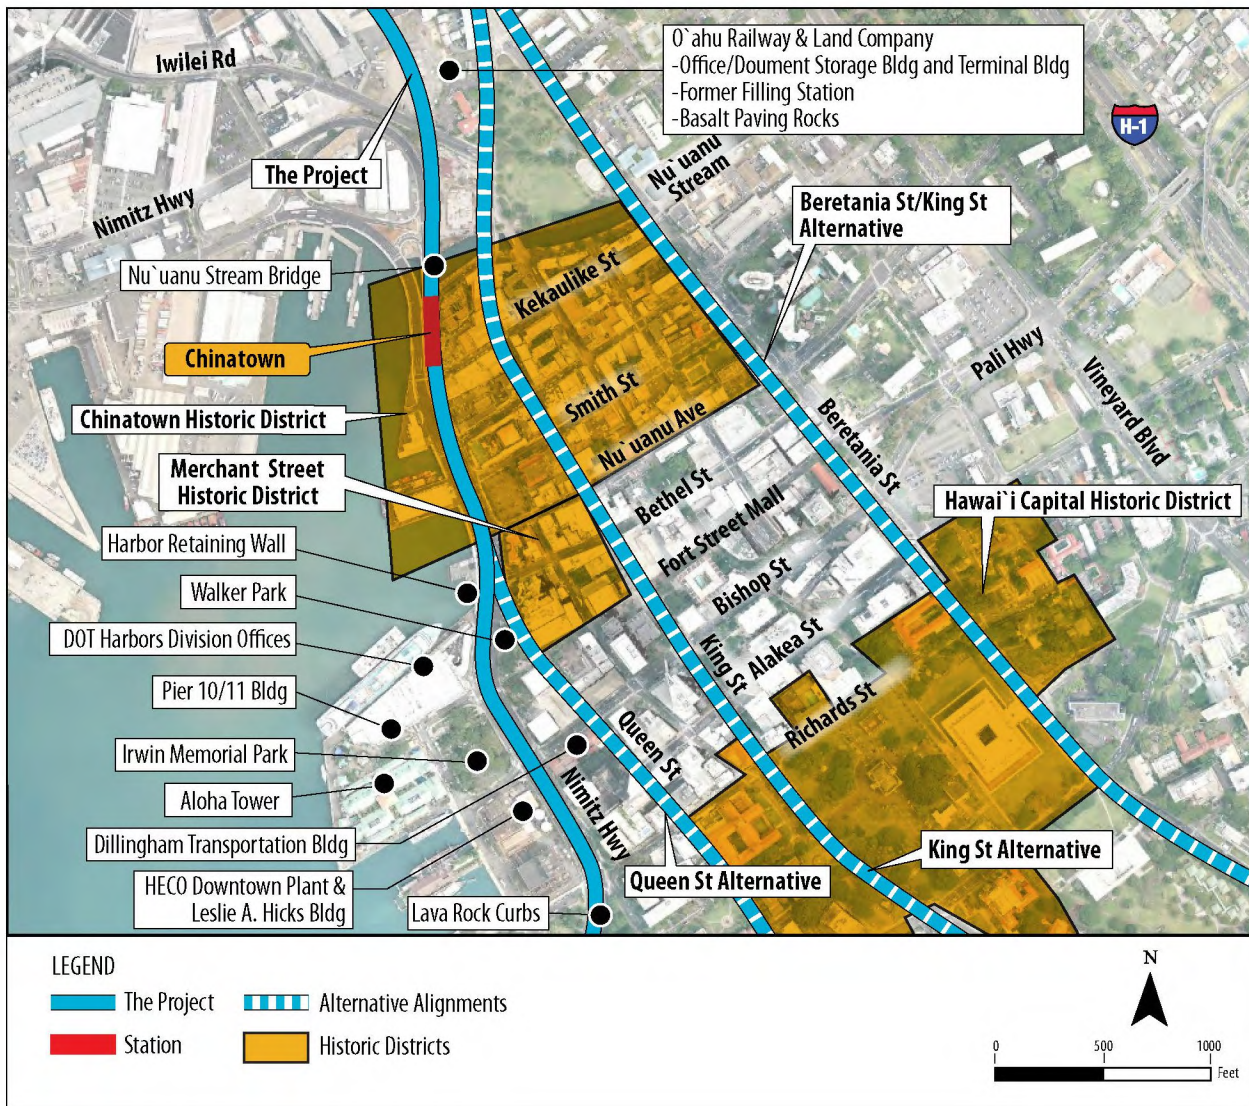 Iwilei Rd
O`ahu Railway & Land Company
-Office/Doument Storage Bldg and Terminal Bldg
-Former Filling Station
-Basalt Paving Rocks
H-1
The Project
Nu`uanu
Stream
Nimitz Hwy
Beretania St/King St
Alternative
Nu`uanu Stream Bridge
Kekaulike St
Chinatown
Pali Hwy
Vineyard Blvd
Smith St
Chinatown Historic District
Nu`uanu Ave
Beretania St
Merchant Street
Historic District
Bethel St
Fort Street Mall
Hawai`i Capital Historic District
Harbor Retaining Wall
Bishop St
Walker Park
DOT Harbors Division Offices
Alakea St
King St
Pier 10/11 Bldg
Richards St
Queen St
Irwin Memorial Park
Aloha Tower
Nimitz Hwy
Dillingham Transportation Bldg
King St Alternative
HECO Downtown Plant &
Leslie A. Hicks Bldg
Queen St Alternative
Lava Rock Curbs
LEGEND
The Project
Alternative Alignments
Station
Historic Districts
N
0 500 1000
Feet